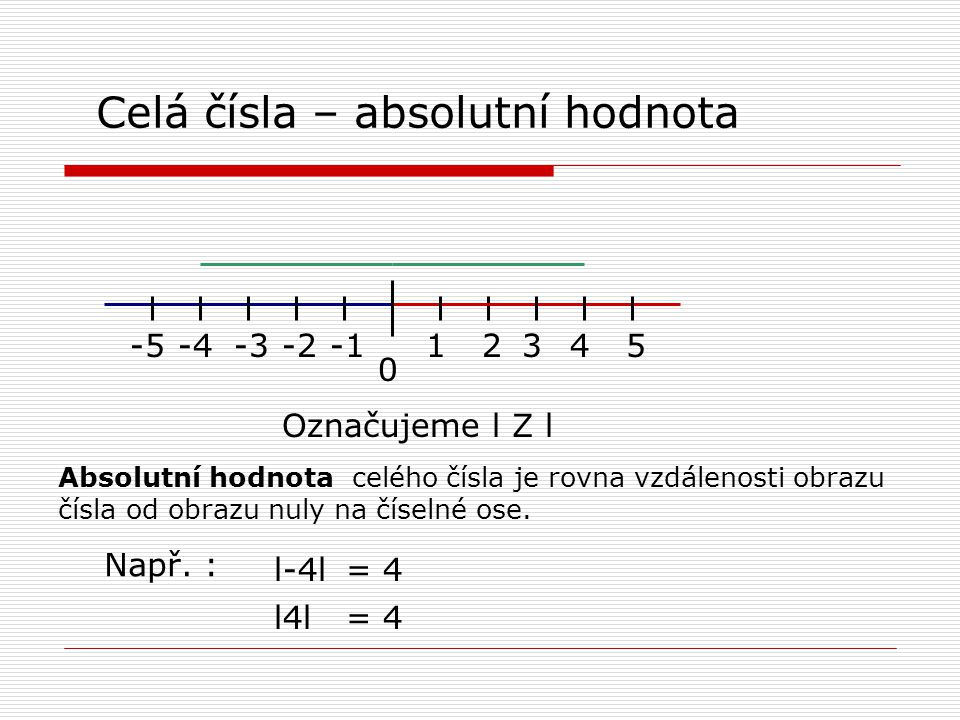 Celá čísla – absolutní hodnota
-5 -4 -3 -2 -1 1 2 3 4 5
0
Označujeme l Z l
Absolutní hodnota celého čísla je rovna vzdálenosti obrazu
čísla od obrazu nuly na číselné ose.
Např. : l-4l = 4
l4l = 4